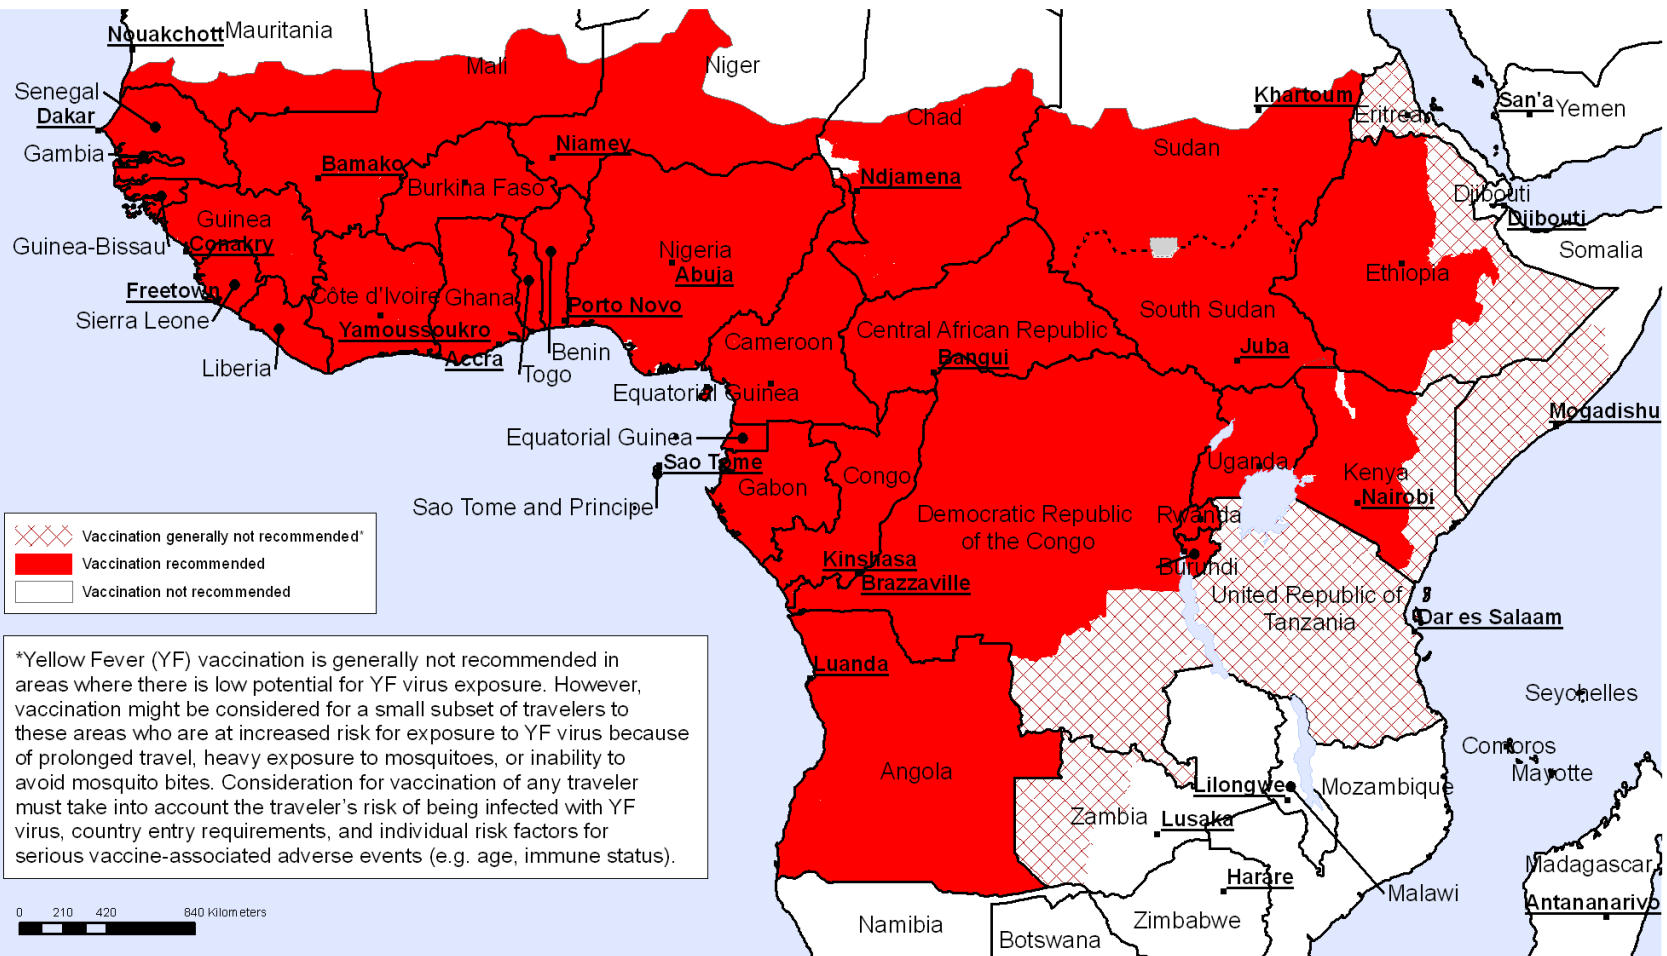 Nouakchott
Mauritania
Mali
Niger
Chad
Khartoum
Eritrea
San'a
Yemen
Senegal
Dakar
Gambia
Bamako
Niamey
Burkina Faso
Ndjamena
Sudan
Djibouti
Djibouti
Somalia
Guinea
Conakry
Guinea-Bissau
Nigeria
Abuja
Ethiopia
Freetown
Côte d'Ivoire
Ghana
Porto Novo
South Sudan
Sierra Leone
Yamoussoukro
Accra
Benin
Togo
Liberia
Cameroon
Central African Republic
Bangui
Juba
Equatorial Guinea
Equatorial Guinea
Mogadishu
Sao Tome
Gabon
Congo
Uganda
Kenya
Nairobi
Sao Tome and Principe
Democratic Republic
of the Congo
Rwanda
Burundi
Kinshasa
Brazzaville
United Republic of
Tanzania
Dar es Salaam
Luanda
Seychelles
Comoros
Mayotte
Angola
Lilongwe
Mozambique
Zambia
Lusaka
Harare
Malawi
Madagascar
Antananarivo
Namibia
Botswana
Zimbabwe
Vaccination generally not recommended*
Vaccination recommended
Vaccination not recommended
*Yellow Fever (YF) vaccination is generally not recommended in
areas where there is low potential for YF virus exposure. However,
vaccination might be considered for a small subset of travelers to
these areas who are at increased risk for exposure to YF virus because
of prolonged travel, heavy exposure to mosquitoes, or inability to
avoid mosquito bites. Consideration for vaccination of any traveler
must take into account the traveler's risk of being infected with YF
virus, country entry requirements, and individual risk factors for
serious vaccine-associated adverse events (e.g. age, immune status).
0 210 420 840 Kilometers